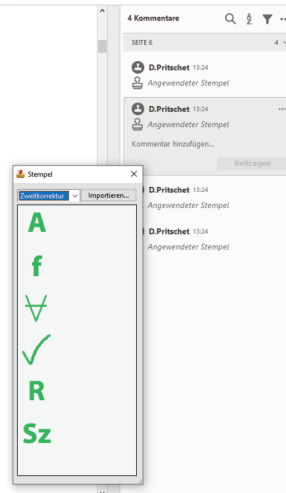 4 Kommentare
SEITE 6
4
D.Pritschet 13:24
Angewendeter Stempel
D.Pritschet 13:24
Angewendeter Stempel
Kommentar hinzufügen...
Beitragen
D.Pritschet 13:24
Angewendeter Stempel
D.Pritschet 13:24
Angewendeter Stempel
Stempel
Zweitkorrektur
Importieren...
A
f
R
Sz